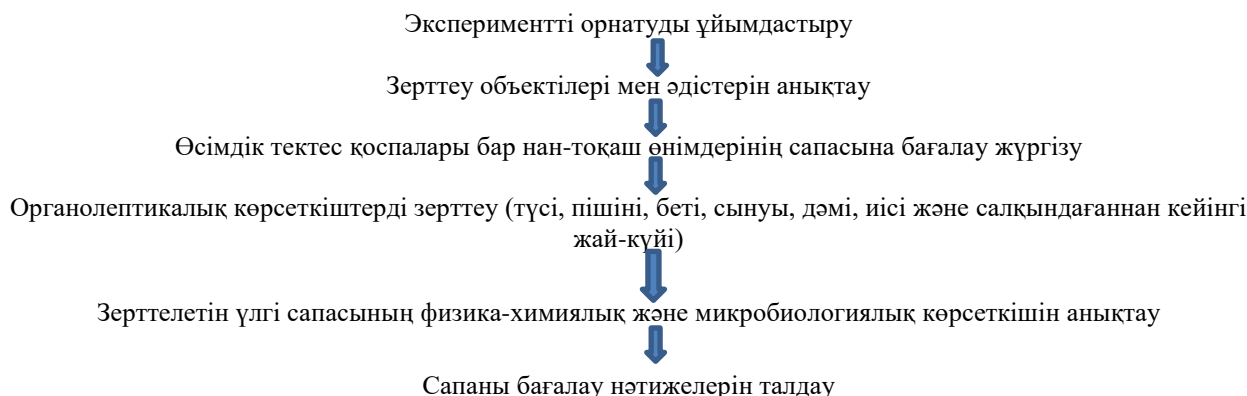 Экспериментті орнатуды ұйымдастыру
Зерттеу объектілері мен әдістерін анықтау
Өсімдік тектес қоспалары бар нан-тоқаш өнімдерінің сапасына бағалау жүргізу
Органолептикалық көрсеткіштерді зерттеу (түсі, пішіні, беті, сынуы, дәмі, иісі және салқындағаннан кейінгі
жай-күйі)
Зерттелетін үлгі сапасының физика-химиялық және микробиологиялық көрсеткішін анықтау
Сапаны бағалау нәтижелерін талдау